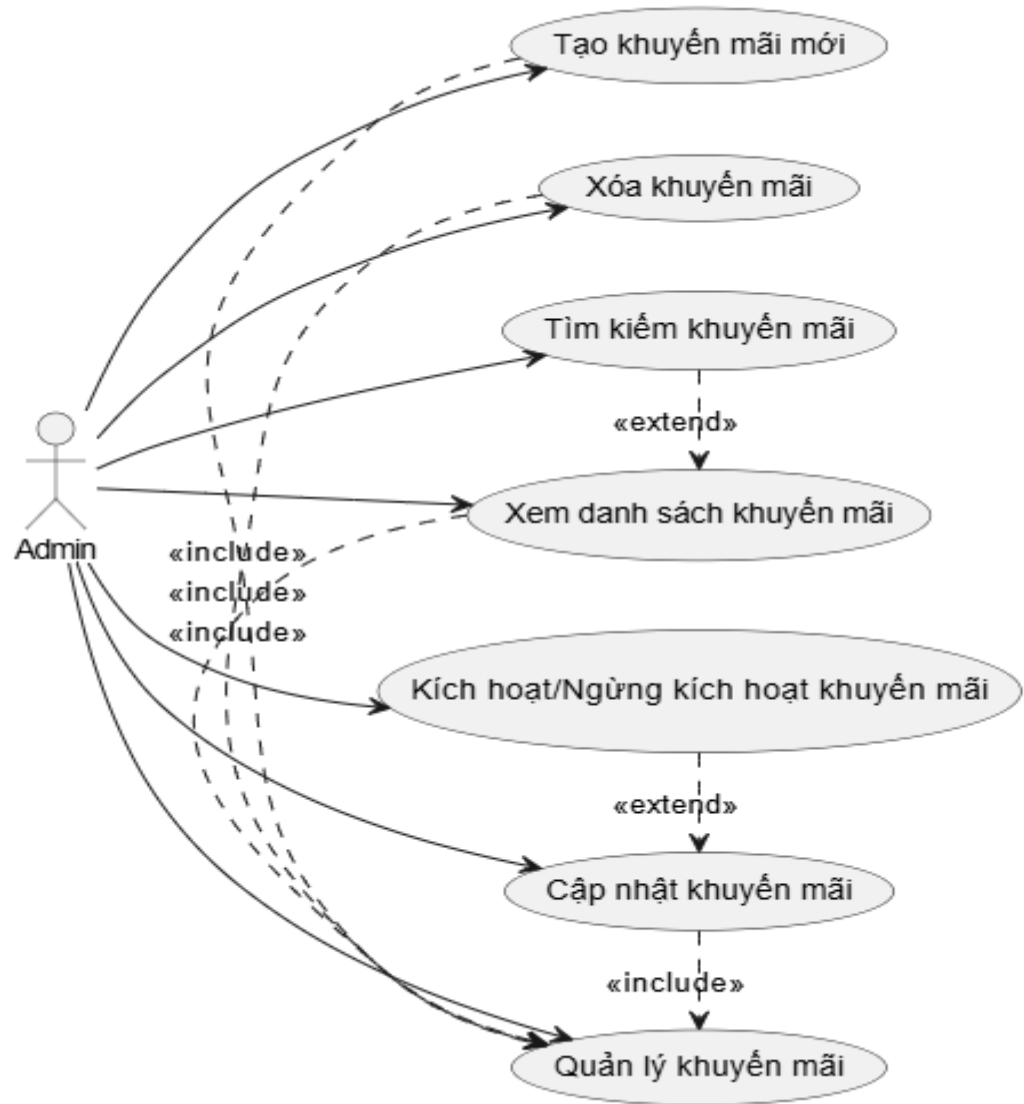 Tạo khuyến mãi mới
Xóa khuyến mãi
Tìm kiếm khuyến mãi
«extend»
Xem danh sách khuyến mãi
Admin
«include»
«include»
«include»
Kích hoạt/Ngừng kích hoạt khuyến mãi
«extend»
Cập nhật khuyến mãi
«include»
Quản lý khuyến mãi